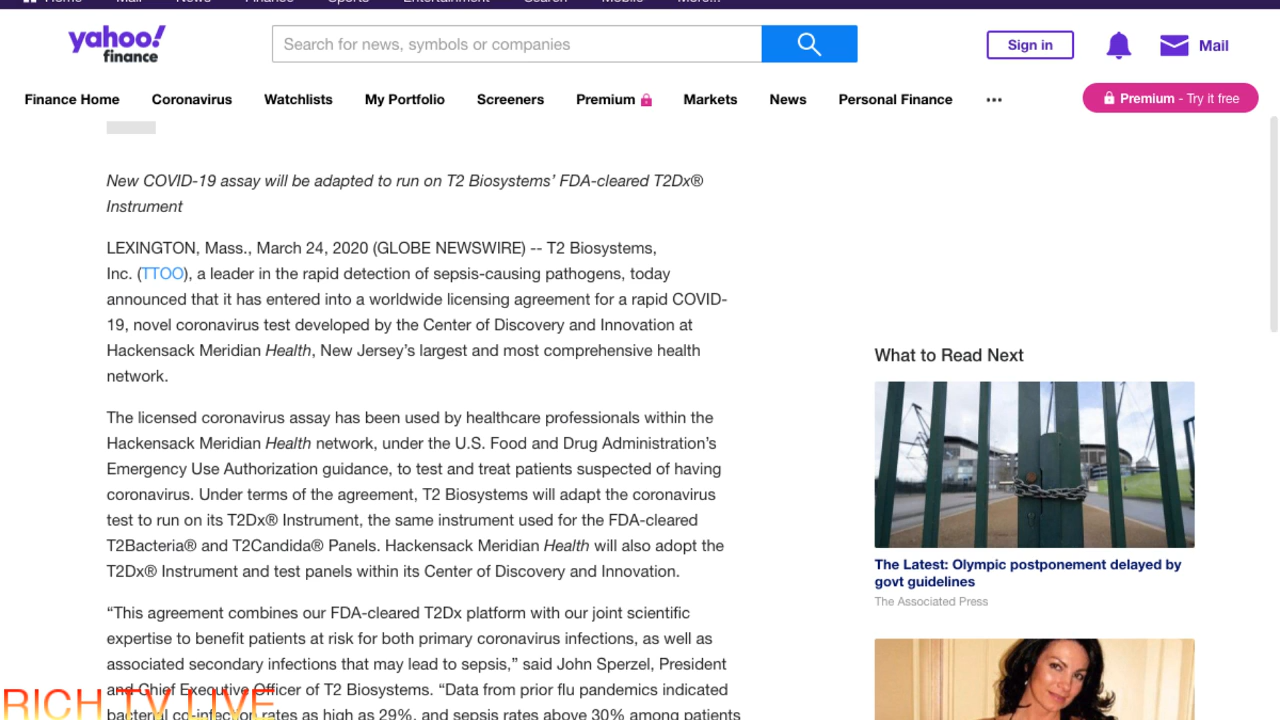 Home Mail News Finance Sports Entertainment Search Mobile More...
yahoo!
finance
Search for news, symbols or companies
Sign in
Mail
Finance Home Coronavirus Watchlists My Portfolio Screeners Premium Markets News Personal Finance •••
Premium - Try it free
New COVID-19 assay will be adapted to run on T2 Biosystems’ FDA-cleared T2Dx®
Instrument
LEXINGTON, Mass., March 24, 2020 (GLOBE NEWSWIRE) -- T2 Biosystems,
Inc. (TTOO), a leader in the rapid detection of sepsis-causing pathogens, today
announced that it has entered into a worldwide licensing agreement for a rapid COVID-
19, novel coronavirus test developed by the Center of Discovery and Innovation at
Hackensack Meridian Health, New Jersey’s largest and most comprehensive health
network.
The licensed coronavirus assay has been used by healthcare professionals within the
Hackensack Meridian Health network, under the U.S. Food and Drug Administration’s
Emergency Use Authorization guidance, to test and treat patients suspected of having
coronavirus. Under terms of the agreement, T2 Biosystems will adapt the coronavirus
test to run on its T2Dx® Instrument, the same instrument used for the FDA-cleared
T2Bacteria® and T2Candida® Panels. Hackensack Meridian Health will also adopt the
T2Dx® Instrument and test panels within its Center of Discovery and Innovation.
“This agreement combines our FDA-cleared T2Dx platform with our joint scientific
expertise to benefit patients at risk for both primary coronavirus infections, as well as
associated secondary infections that may lead to sepsis,” said John Sperzel, President
and Chief Executive Officer of T2 Biosystems. “Data from prior flu pandemics indicated
bacterial co-infection rates as high as 29%, and sepsis rates above 30% among patients
RICH TV LIVE
What to Read Next
The Latest: Olympic postponement delayed by
govt guidelines
The Associated Press